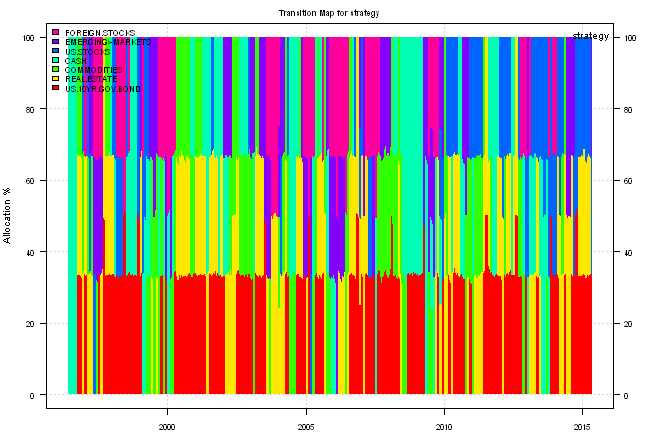 Transition Map for strategy
strategy
FOREIGN.STOCKS
EMERGING>MARKETS
US.STOCKS
CASH
COMMODITIES
REAL.ESTATE
US.10YR.GOV.BOND
Allocation %
100
80
60
40
20
0
100
80
60
40
20
0
2000 2005 2010 2015